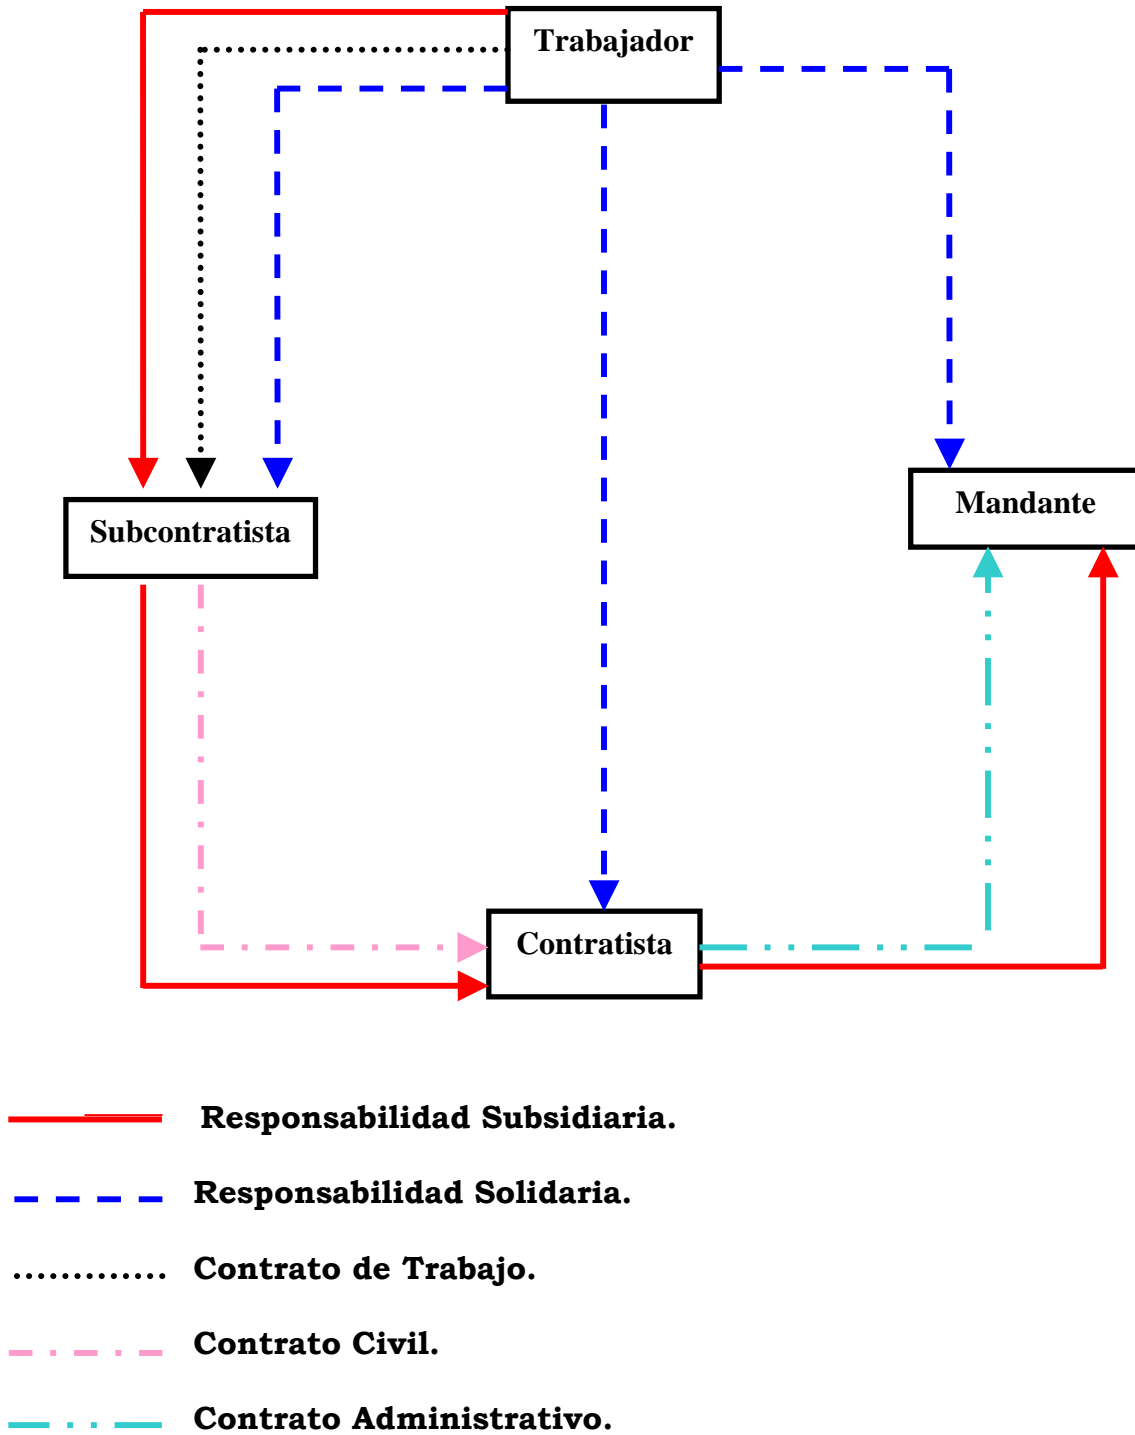 Trabajador
Subcontratista
Mandante
Contratista
Responsabilidad Subsidiaria.
Responsabilidad Solidaria.
Contrato de Trabajo.
Contrato Civil.
Contrato Administrativo.